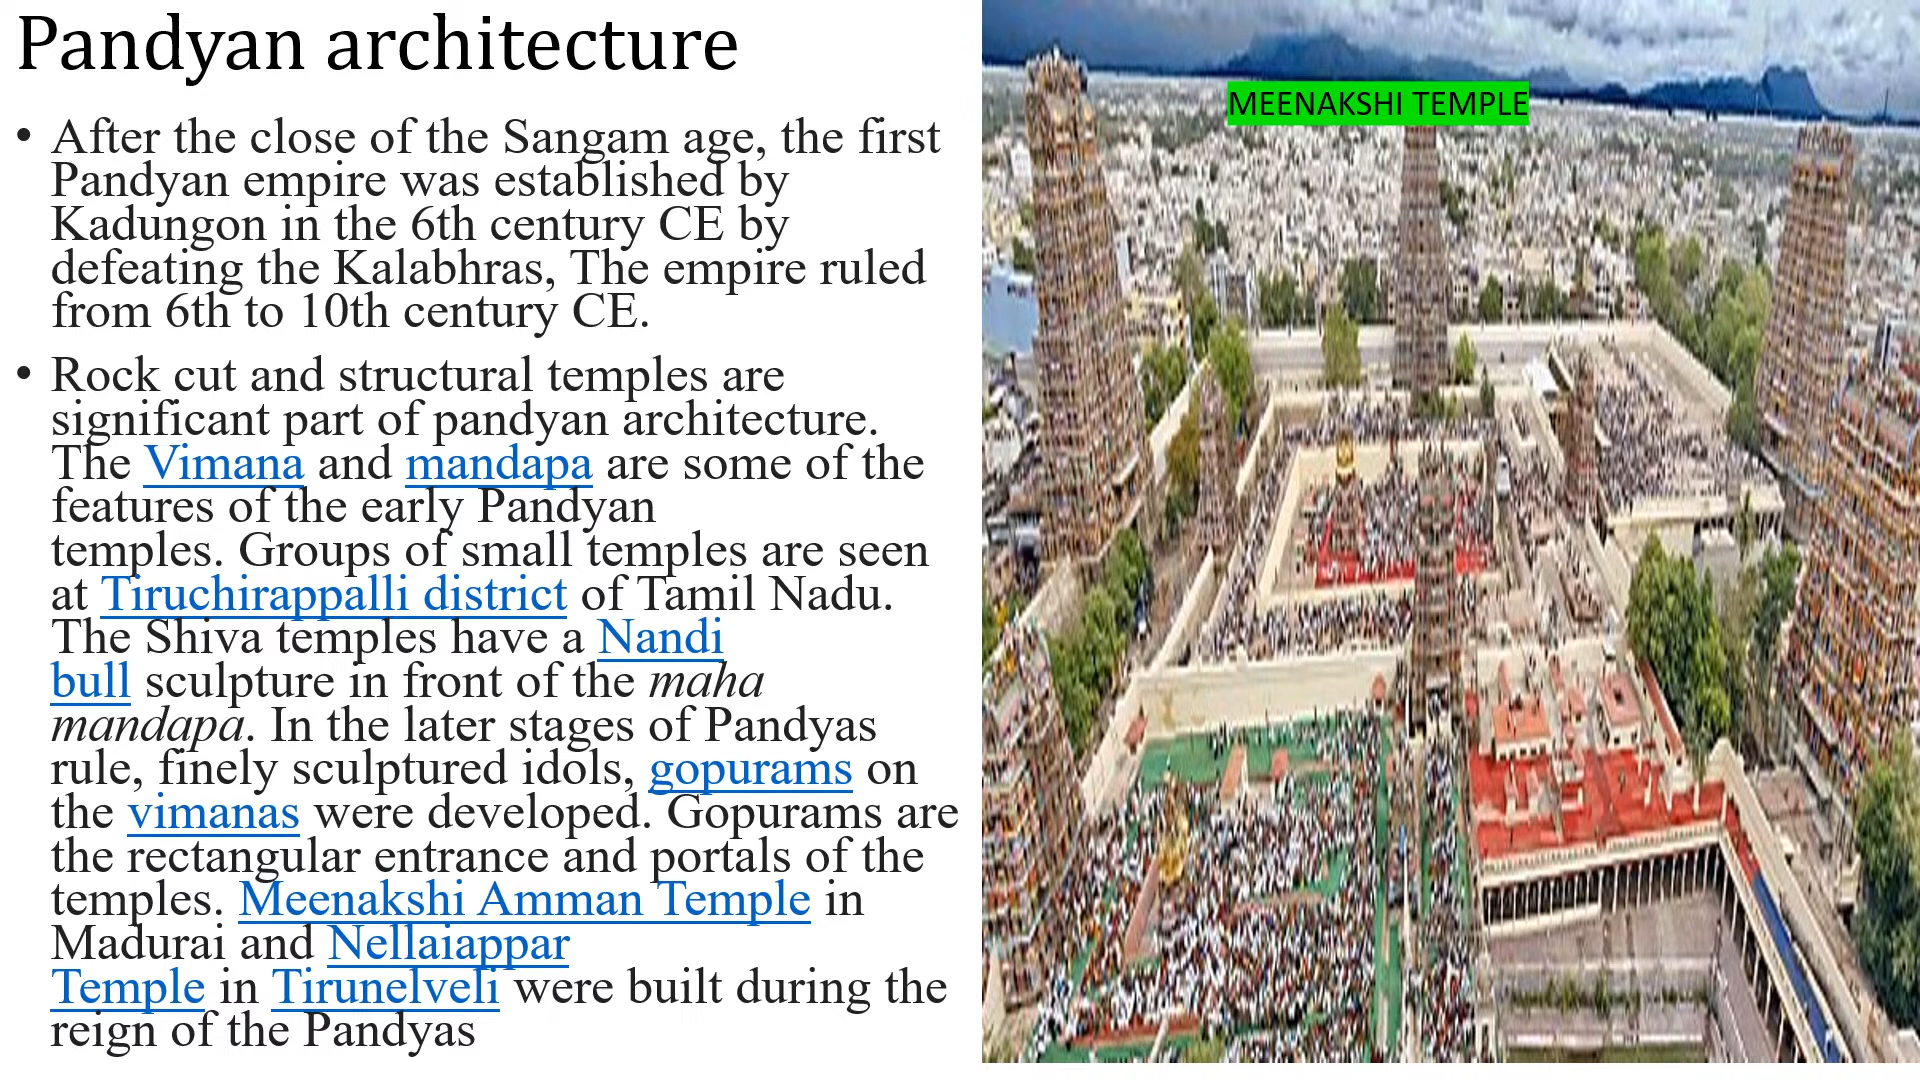 Pandyan architecture
• After the close of the Sangam age, the first
Pandyan empire was established by
Kadungon in the 6th century CE by
defeating the Kalabhras, The empire ruled
from 6th to 10th century CE.
• Rock cut and structural temples are
significant part of pandyan architecture.
The Vimana and mandapa are some of the
features of the early Pandyan
temples. Groups of small temples are seen
at Tiruchirappalli district of Tamil Nadu.
The Shiva temples have a Nandi
bull sculpture in front of the maha
mandapa. In the later stages of Pandyas
rule, finely sculptured idols, gopurams on
the vimanas were developed. Gopurams are
the rectangular entrance and portals of the
temples. Meenakshi Amman Temple in
Madurai and Nellaiappar
Temple in Tirunelveli were built during the
reign of the Pandyas
MEENAKSHI TEMPLE